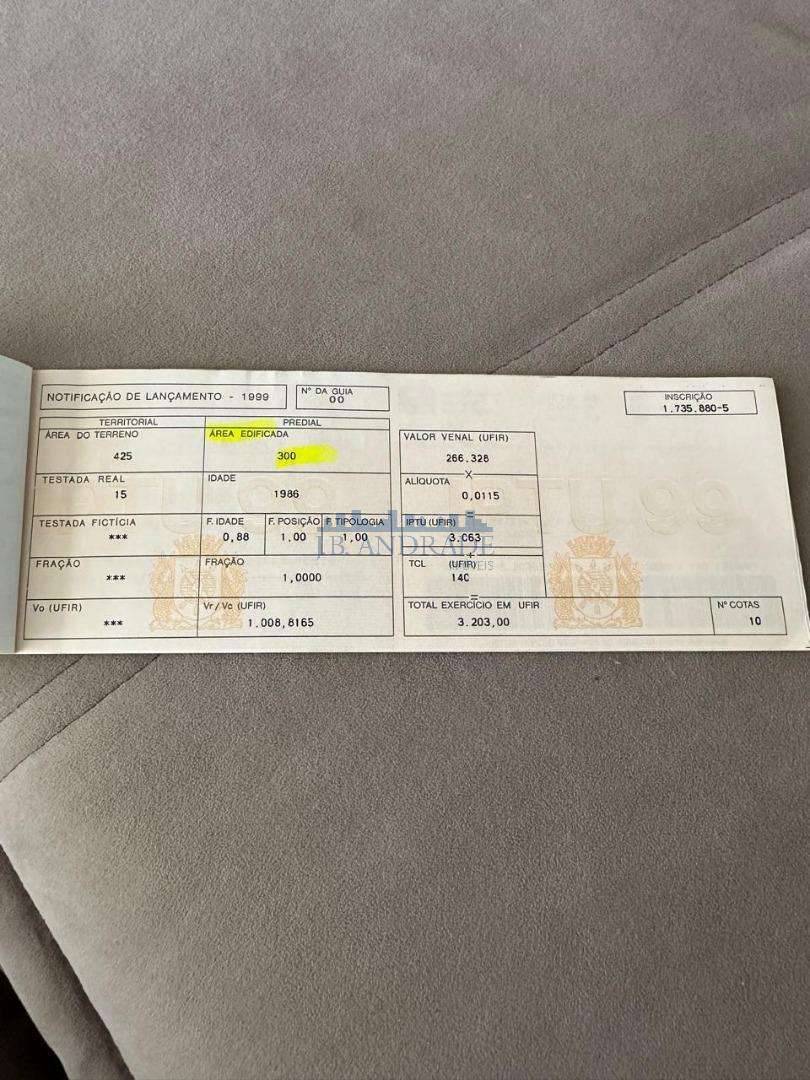 NOTIFICAÇÃO DE LANÇAMENTO - 1999
Nº DA GUIA
00
INSCRIÇÃO
1.735.880-5
TERRITORIAL
PREDIAL
ÁREA DO TERRENO
425
ÁREA EDIFICADA
300
VALOR VENAL (UFIR)
266.328
X
TESTADA REAL
15
IDADE
1986
ALÍQUOTA
0,0115
=
TESTADA FICTÍCIA
***
F. IDADE
0,88
F. POSIÇÃO
1,00
F. TIPOLOGIA
1,00
IPTU (UFIR)
3.063
+
J.B. ANDRADE
IMÓVEIS
FRAÇÃO
***
FRAÇÃO
1,0000
TCL (UFIR)
140
=
Vo (UFIR)
***
Vr/Vc (UFIR)
1.008,8165
TOTAL EXERCÍCIO EM UFIR
3.203,00
Nº COTAS
10